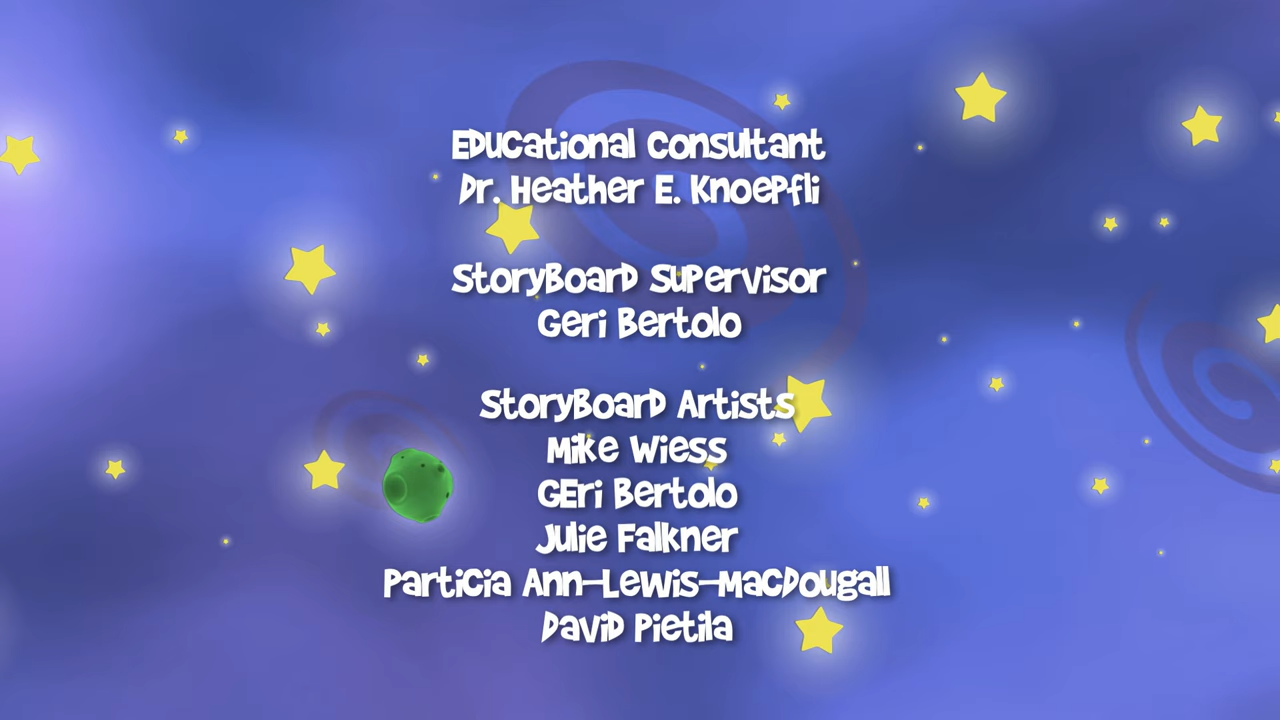 Educational Consultant
Dr. Heather E. Knoepfli
Storyboard Supervisor
Geri Bertolo
Storyboard Artists
Mike Wiess
GEri Bertolo
Julie Falkner
Particia Ann-Lewis-MacDougall
David Pietila